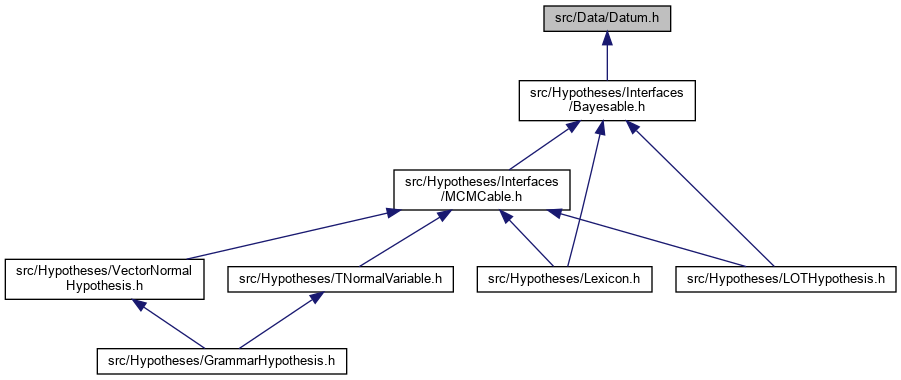 src/Data/Datum.h
src/Hypotheses/Interfaces
/Bayesable.h
src/Hypotheses/Interfaces
/MCMCable.h
src/Hypotheses/VectorNormal
Hypothesis.h
src/Hypotheses/TNormalVariable.h
src/Hypotheses/Lexicon.h
src/Hypotheses/LOTHypothesis.h
src/Hypotheses/GrammarHypothesis.h